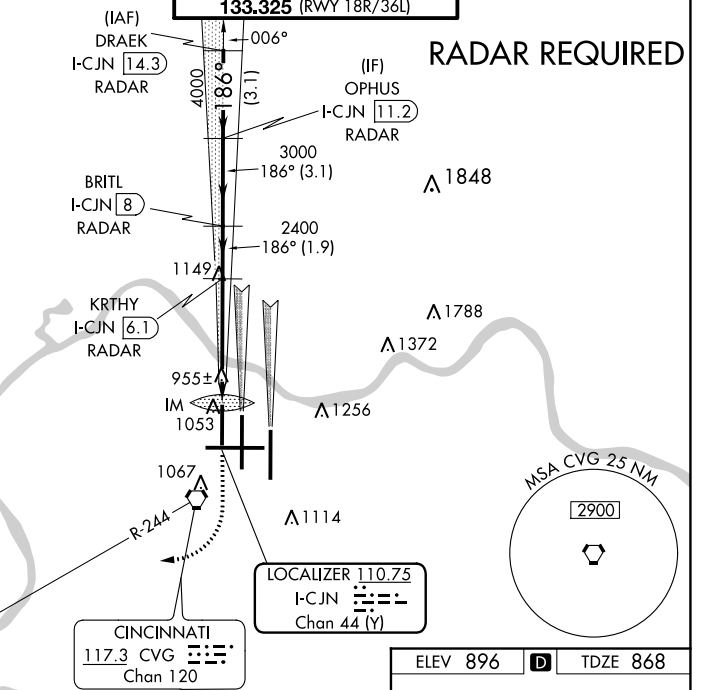 133.325 (RWY 18R/36L)
RADAR REQUIRED
(IAF)
DRAEK
I-CJN 14.3
RADAR
006°
4000
186°
(3.1)
(IF)
OPHUS
I-CJN 11.2
RADAR
3000
186° (3.1)
1848
BRITL
I-CJN 8
RADAR
2400
186° (1.9)
1149
KRTHY
I-CJN 6.1
RADAR
1788
1372
955±
IM
1053
1256
1067
R-244
1114
MSA CVG 25 NM
2900
LOCALIZER 110.75
I-CJN
Chan 44 (Y)
CINCINNATI
117.3 CVG
Chan 120
ELEV 896 D TDZE 868